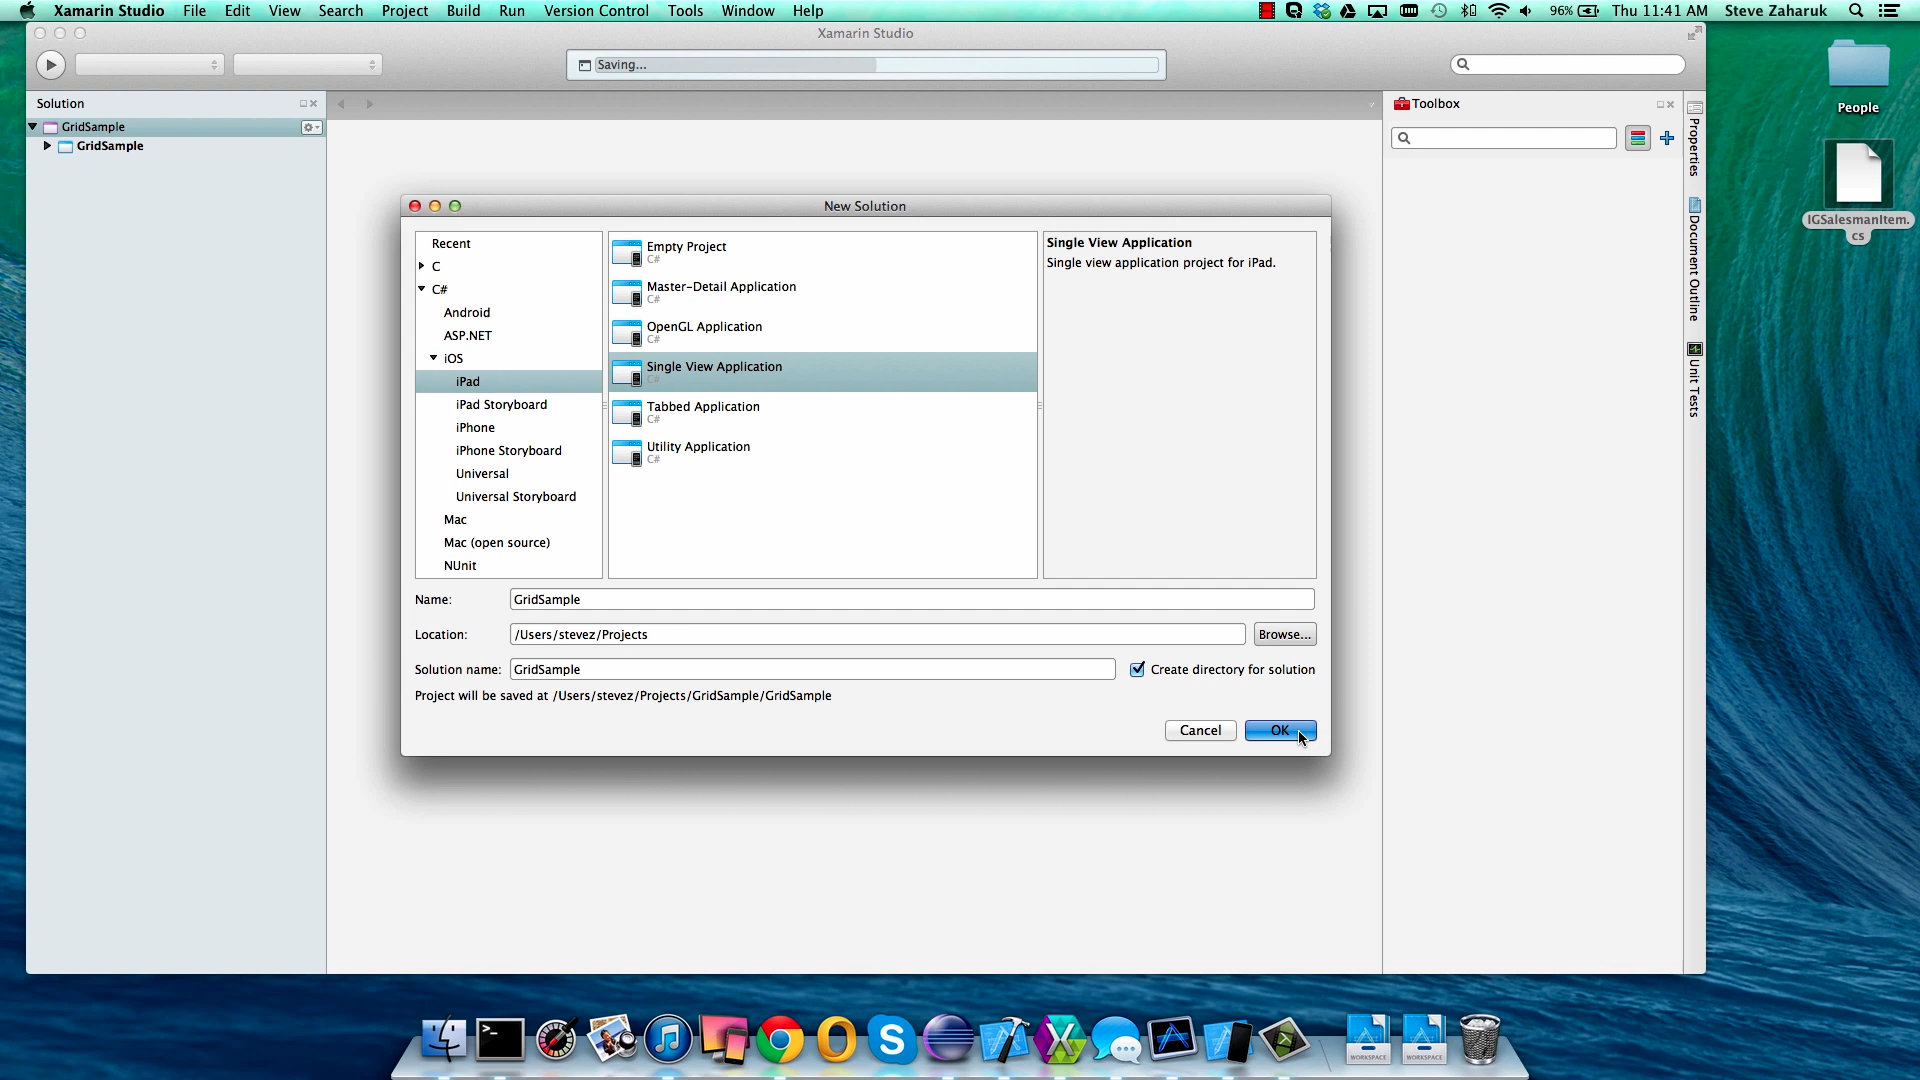 Xamarin Studio File Edit View Search Project Build Run Version Control Tools Window Help 96% Thu 11:41 AM Steve Zaharuk
Xamarin Studio
Saving...
Solution
Toolbox
GridSample
GridSample
Properties
Document Outline
Unit Tests
People
IGSalesmanItem.
cs
New Solution
Recent
C
C#
Android
ASP.NET
iOS
iPad
iPad Storyboard
iPhone
iPhone Storyboard
Universal
Universal Storyboard
Mac
Mac (open source)
NUnit
Empty Project
C#
Master-Detail Application
C#
OpenGL Application
C#
Single View Application
C#
Tabbed Application
C#
Utility Application
C#
Single View Application
Single view application project for iPad.
Name: GridSample
Location: /Users/stevez/Projects Browse...
Solution name: GridSample Create directory for solution
Project will be saved at /Users/stevez/Projects/GridSample/GridSample
Cancel OK
WORKSPACE WORKSPACE